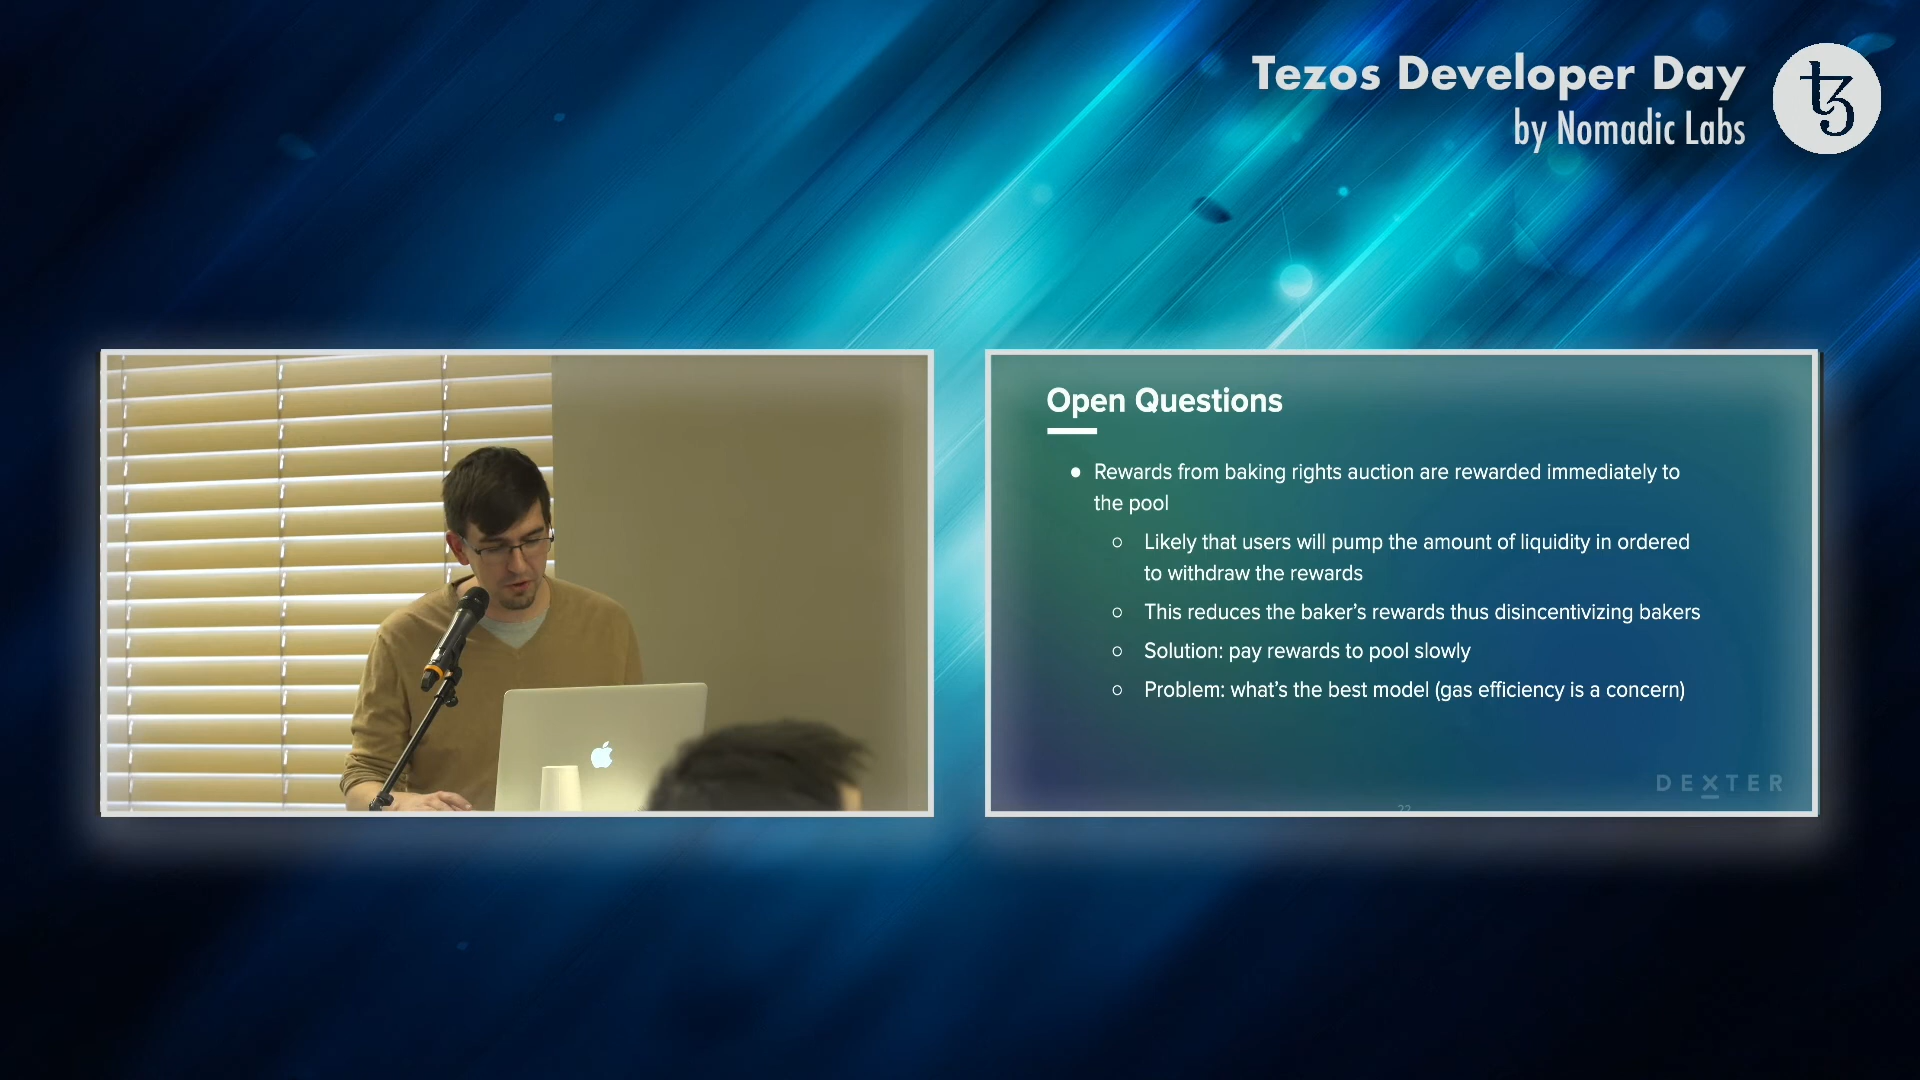 Tezos Developer Day
by Nomadic Labs
Open Questions
● Rewards from baking rights auction are rewarded immediately to
the pool
○ Likely that users will pump the amount of liquidity in ordered
to withdraw the rewards
○ This reduces the baker's rewards thus disincentivizing bakers
○ Solution: pay rewards to pool slowly
○ Problem: what's the best model (gas efficiency is a concern)
DEXTER
22